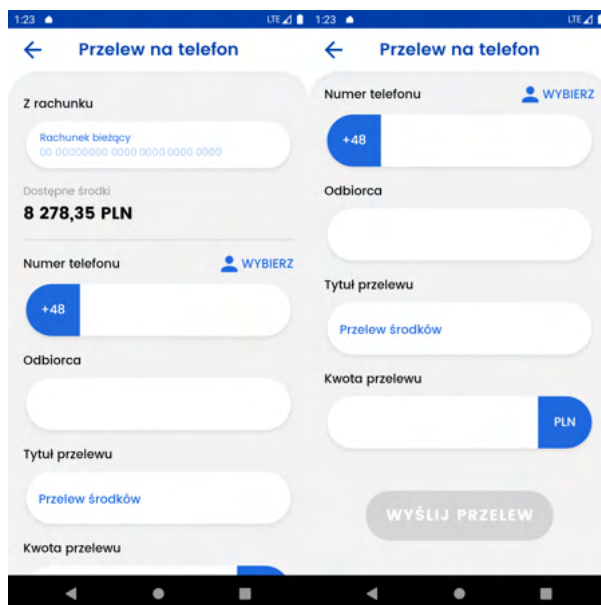 1:23 LTE
Przelew na telefon
Z rachunku
Rachunek bieżący
00 00000000 0000 0000 0000 0000
Dostępne środki
8 278,35 PLN
Numer telefonu WYBIERZ
+48
Odbiorca
Tytuł przelewu
Przelew środków
Kwota przelewu
1:23 LTE
Przelew na telefon
Numer telefonu WYBIERZ
+48
Odbiorca
Tytuł przelewu
Przelew środków
Kwota przelewu
PLN
WYŚLIJ PRZELEW